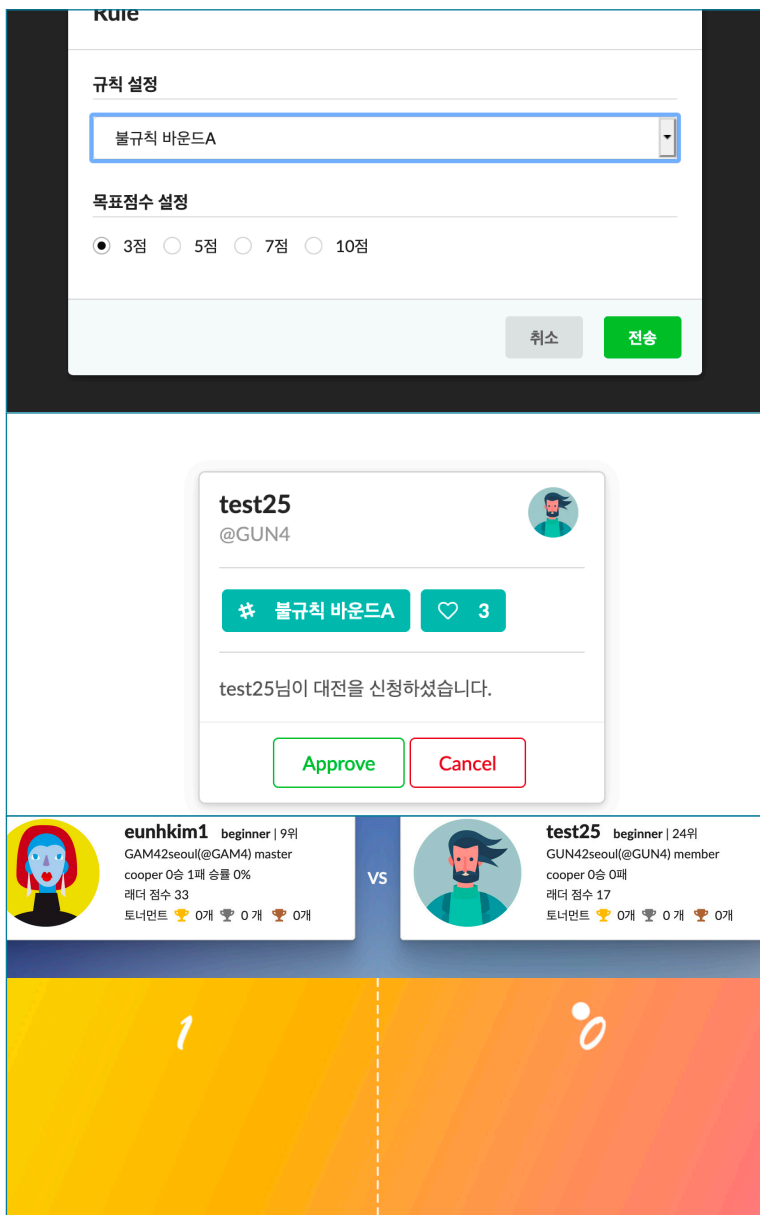 Rule
규칙 설정
불규칙 바운드A
목표점수 설정
3점 5점 7점 10점
취소 전송
test25
@GUN4
불규칙 바운드A 3
test25님이 대전을 신청하셨습니다.
Approve Cancel
eunhkim1 beginner | 9위
GAM42seoul(@GAM4) master
cooper 0승 1패 승률 0%
래더 점수 33
토너먼트 0개 0 개 0개
VS
test25 beginner | 24위
GUN42seoul(@GUN4) member
cooper 0승 0패
래더 점수 17
토너먼트 0개 0 개 0개
1 0